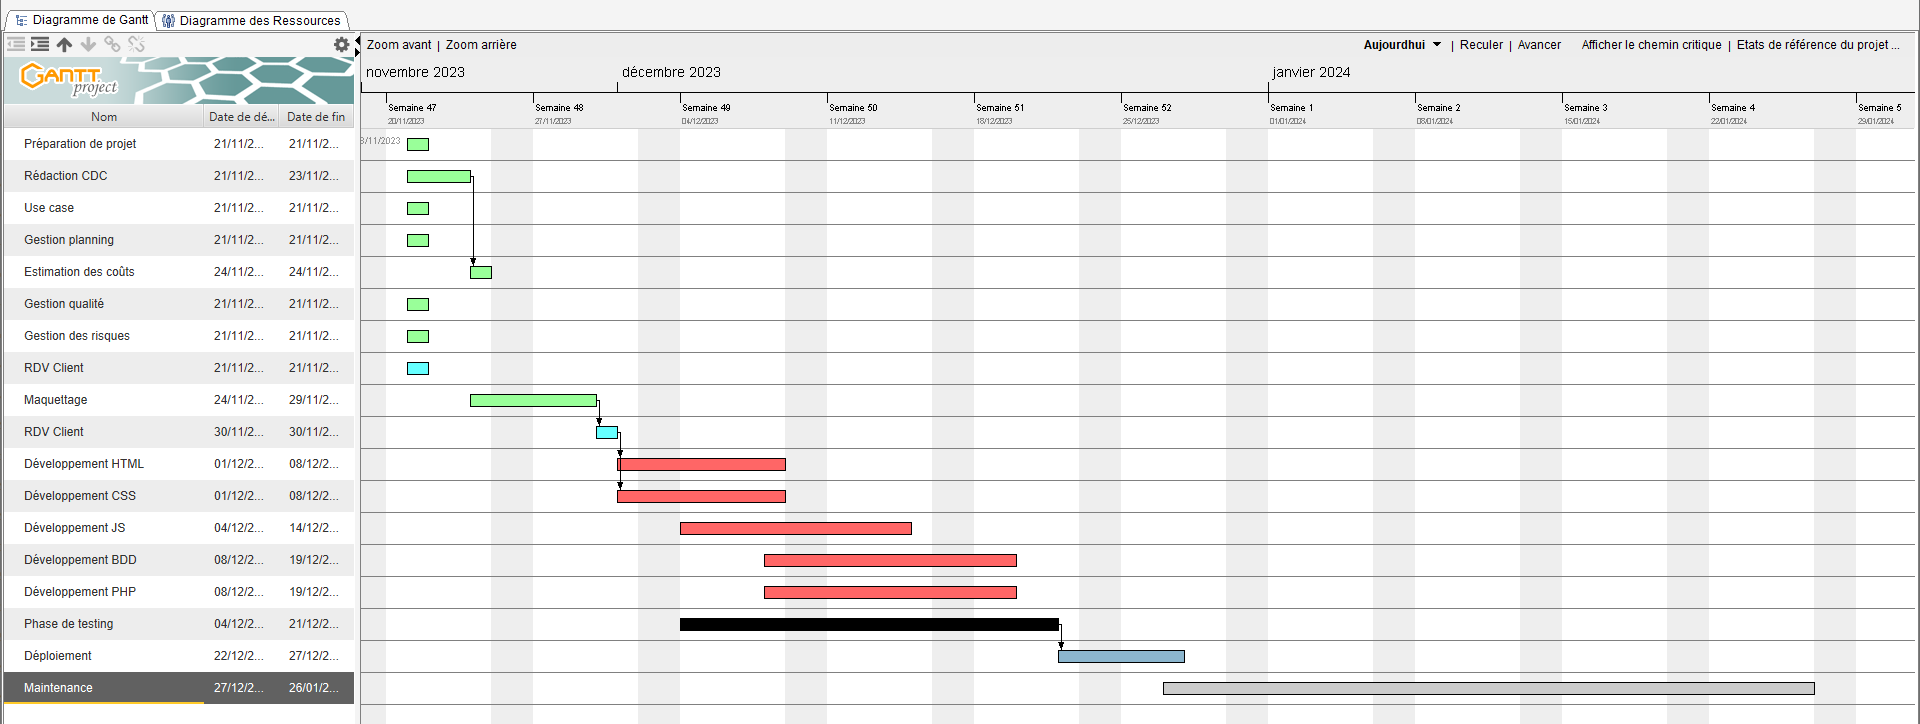 Diagramme de Gantt Diagramme des Ressources
Zoom avant | Zoom arrière Aujourdhui | Reculer | Avancer Afficher le chemin critique | Etats de référence du projet ...
GANTT
project
novembre 2023 décembre 2023 janvier 2024
Semaine 47 Semaine 48 Semaine 49 Semaine 50 Semaine 51 Semaine 52 Semaine 1 Semaine 2 Semaine 3 Semaine 4 Semaine 5
20/11/2023 27/11/2023 04/12/2023 11/12/2023 18/12/2023 25/12/2023 01/01/2024 08/01/2024 15/01/2024 22/01/2024 29/01/2024
Nom Date de dé... Date de fin
Préparation de projet 21/11/2... 21/11/2... 3/11/2023
Rédaction CDC 21/11/2... 23/11/2...
Use case 21/11/2... 21/11/2...
Gestion planning 21/11/2... 21/11/2...
Estimation des coûts 24/11/2... 24/11/2...
Gestion qualité 21/11/2... 21/11/2...
Gestion des risques 21/11/2... 21/11/2...
RDV Client 21/11/2... 21/11/2...
Maquettage 24/11/2... 29/11/2...
RDV Client 30/11/2... 30/11/2...
Développement HTML 01/12/2... 08/12/2...
Développement CSS 01/12/2... 08/12/2...
Développement JS 04/12/2... 14/12/2...
Développement BDD 08/12/2... 19/12/2...
Développement PHP 08/12/2... 19/12/2...
Phase de testing 04/12/2... 21/12/2...
Déploiement 22/12/2... 27/12/2...
Maintenance 27/12/2... 26/01/2...